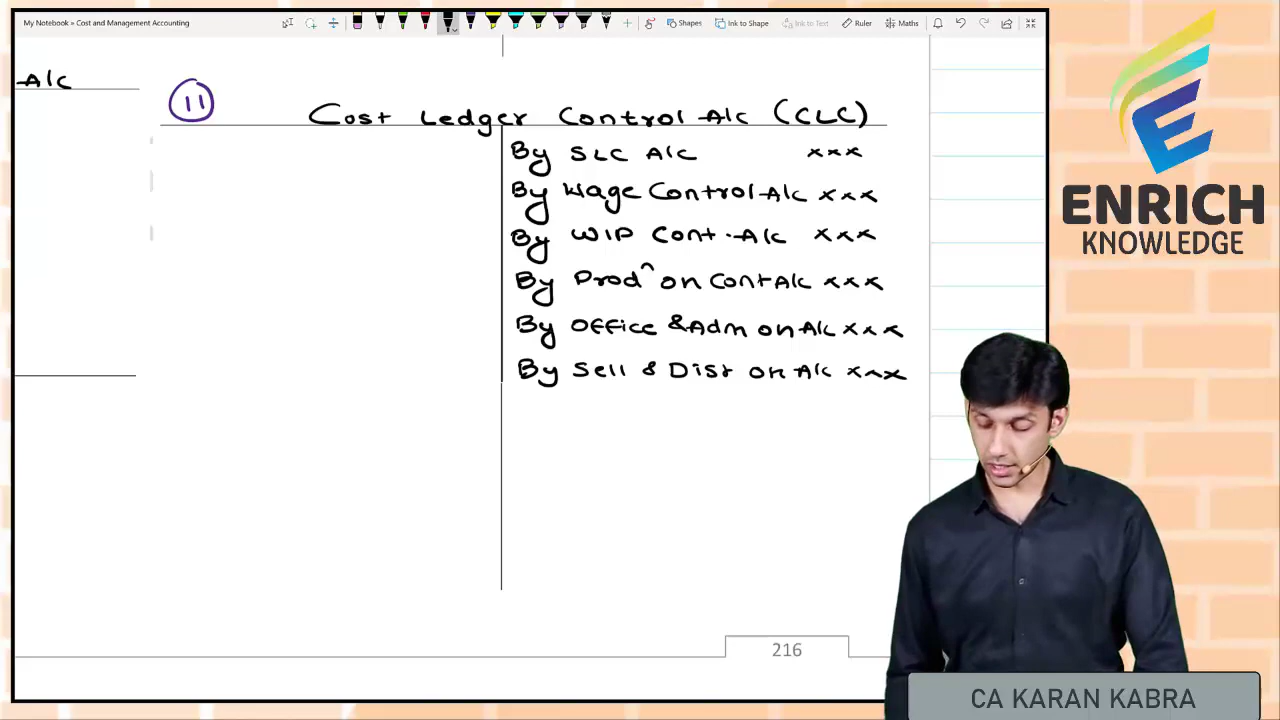 My Notebook » Cost and Management Accounting
Shapes
Ink to Shape
Ink to Text
Ruler
Maths
A/c
11
Cost Ledger Control A/c (CLC)
By SLC A/c xxx
By Wage Control A/c xxx
By WIP Cont. A/c xxx
By Prodn OH Cont A/c xxx
By Office & Adm OH A/c xxx
By Sell & Dist OH A/c xxx
216
ENRICH
KNOWLEDGE
CA KARAN KABRA